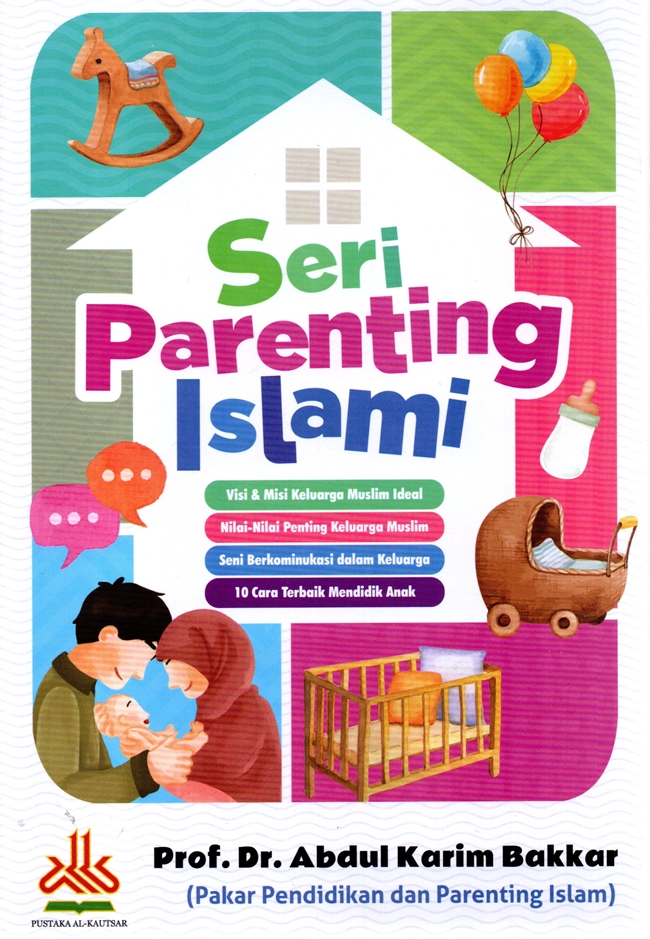 Seri
Parenting
Islami
Visi & Misi Keluarga Muslim Ideal
Nilai-Nilai Penting Keluarga Muslim
Seni Berkominukasi dalam Keluarga
10 Cara Terbaik Mendidik Anak
Prof. Dr. Abdul Karim Bakkar
(Pakar Pendidikan dan Parenting Islam)
PUSTAKA AL-KAUTSAR